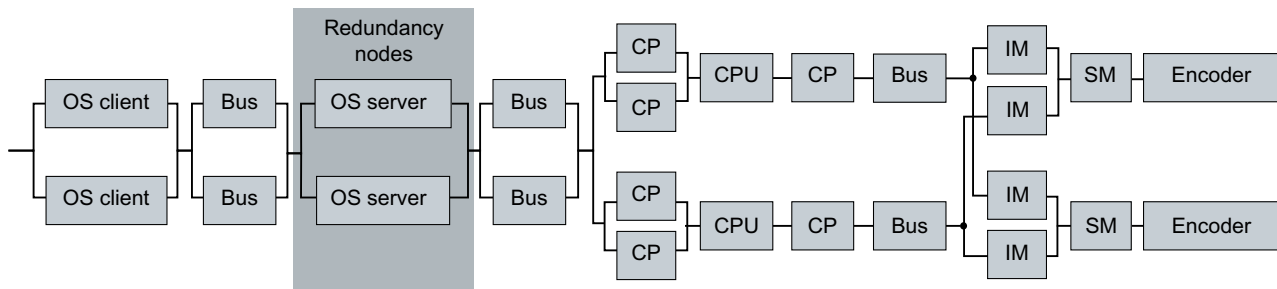 Redundancy
nodes
OS client
Bus
OS server
Bus
CP
CP
CPU
CP
Bus
IM
IM
SM
Encoder
OS client
Bus
OS server
Bus
CP
CP
CPU
CP
Bus
IM
IM
SM
Encoder